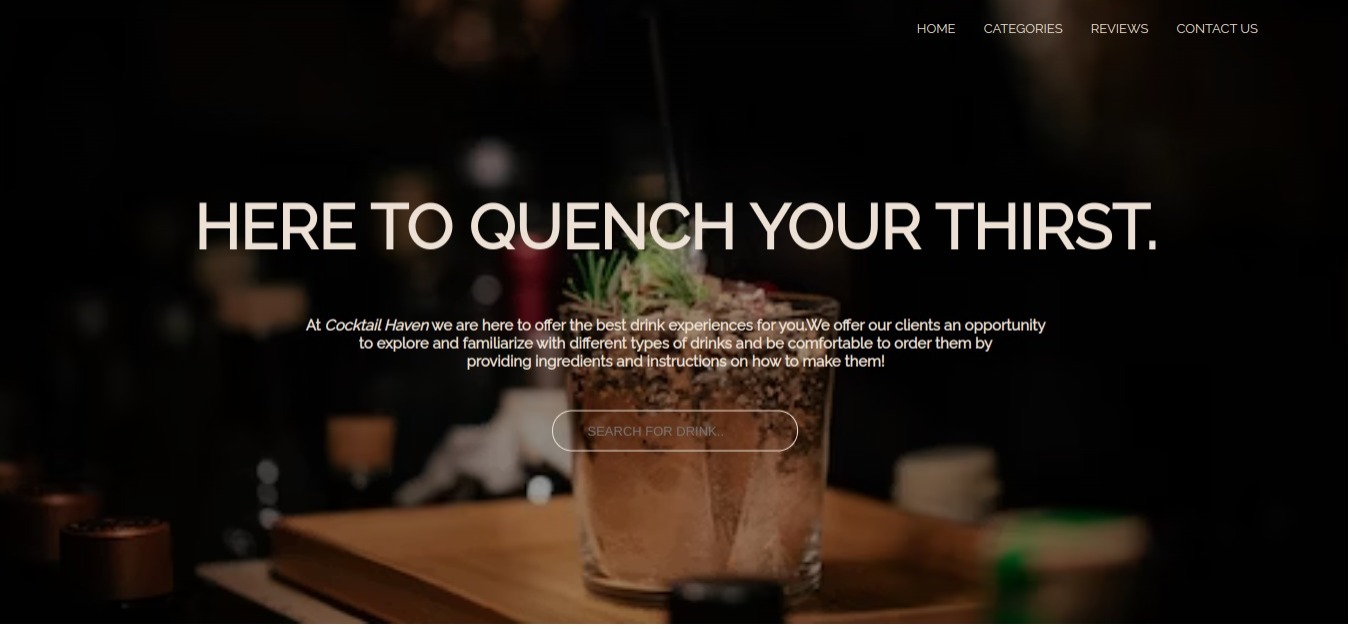 HOME CATEGORIES REVIEWS CONTACT US
HERE TO QUENCH YOUR THIRST.
At Cocktail Haven we are here to offer the best drink experiences for you.We offer our clients an opportunity
to explore and familiarize with different types of drinks and be comfortable to order them by
providing ingredients and instructions on how to make them!
SEARCH FOR DRINK..